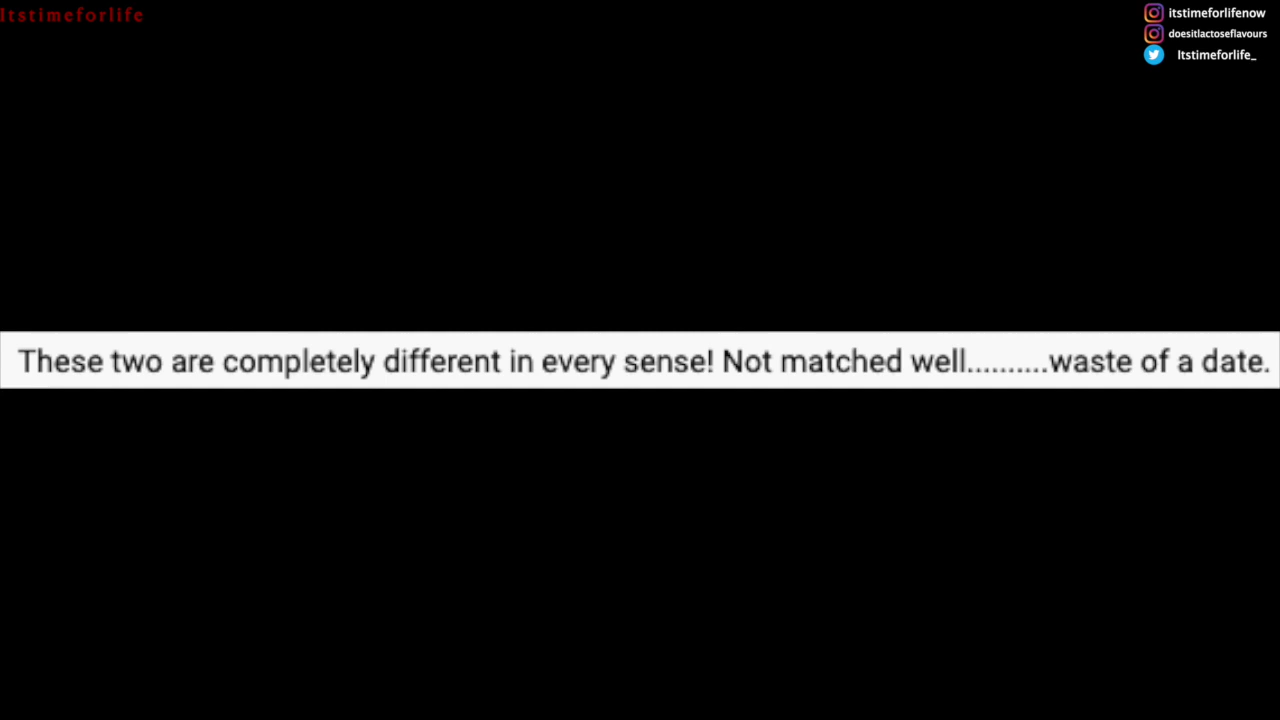 Itstimeforlife
itstimeforlifenow
doesitlactoseflavours
Itstimeforlife_
These two are completely different in every sense! Not matched well..........waste of a date.